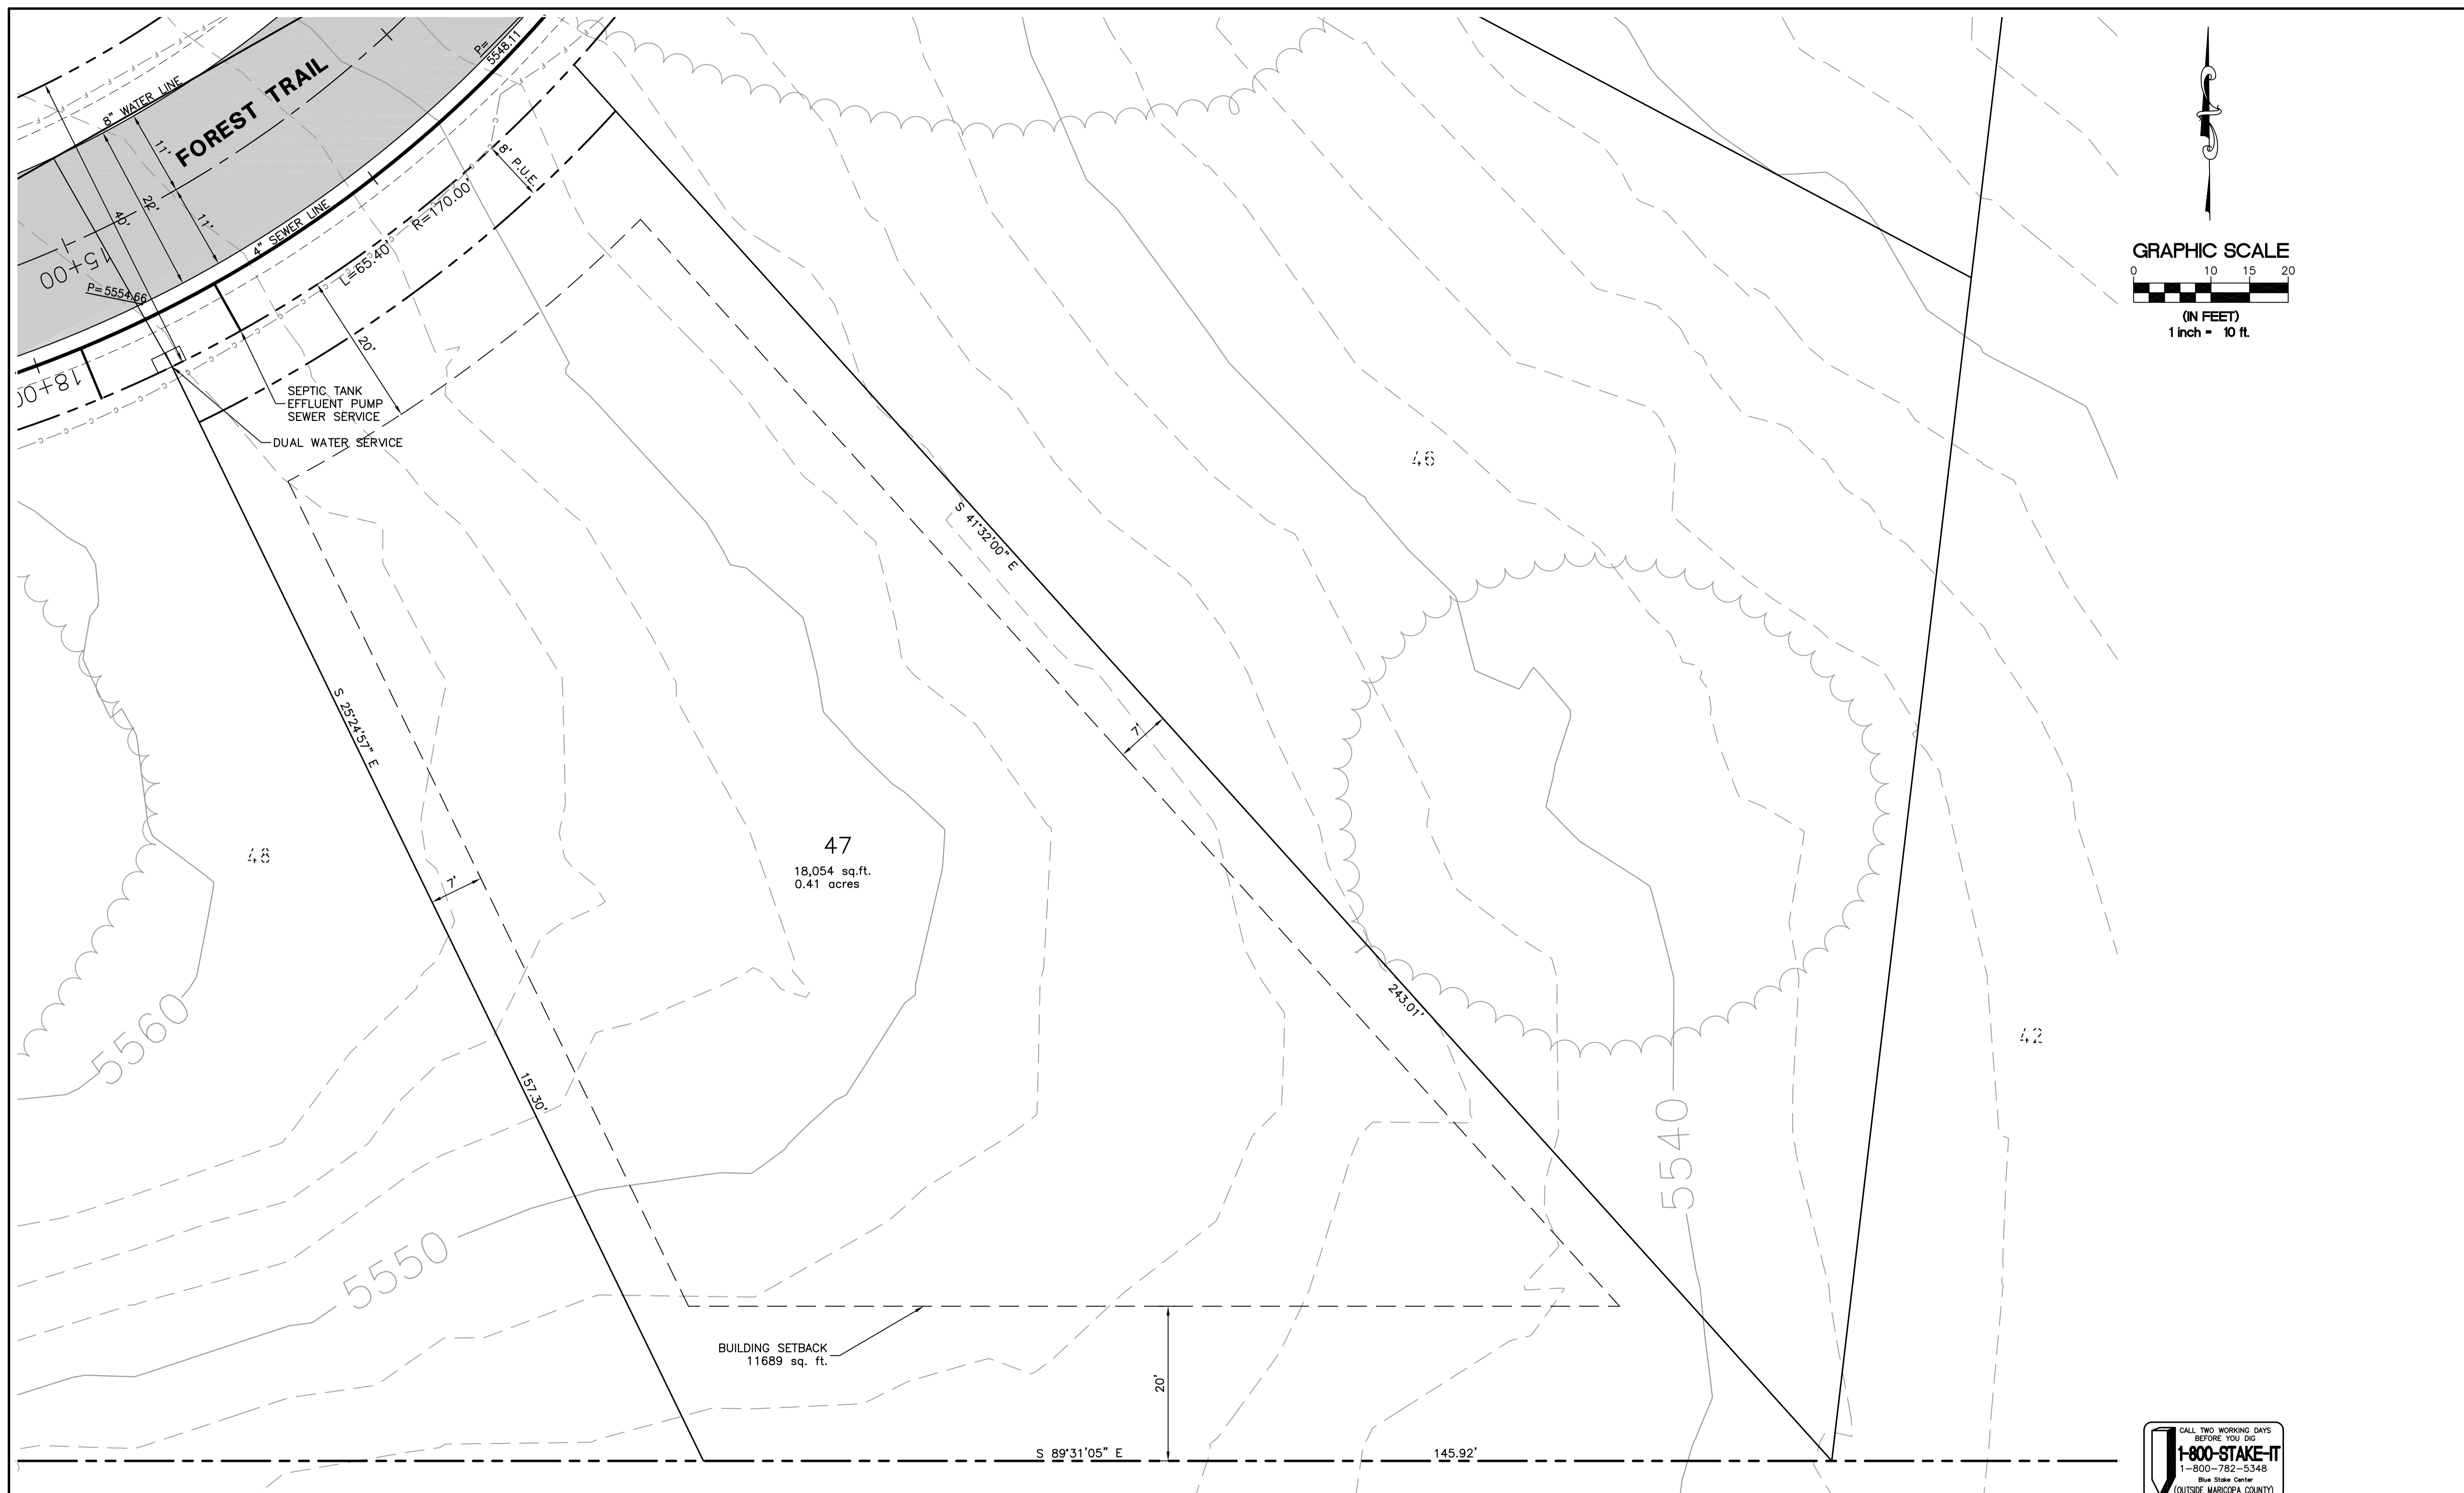 P=
5548.11
8" WATER LINE
FOREST TRAIL
11'
22'
40'
11'
8' P.U.E.
R=170.00'
4" SEWER LINE
L=65.40'
15+00
P=5554.66
20'
18+00
SEPTIC TANK
EFFLUENT PUMP
SEWER SERVICE
DUAL WATER SERVICE
GRAPHIC SCALE
0 10 15 20
(IN FEET)
1 inch = 10 ft.
46
S 41°32'00" E
S 25°24'57" E
7'
7'
48
47
18,054 sq.ft.
0.41 acres
243.01'
5560
157.30'
42
5540
5550
BUILDING SETBACK
11689 sq. ft.
20'
S 89°31'05" E
145.92'
CALL TWO WORKING DAYS
BEFORE YOU DIG
1-800-STAKE-IT
1-800-782-5348
Blue Stake Center
(OUTSIDE MARICOPA COUNTY)